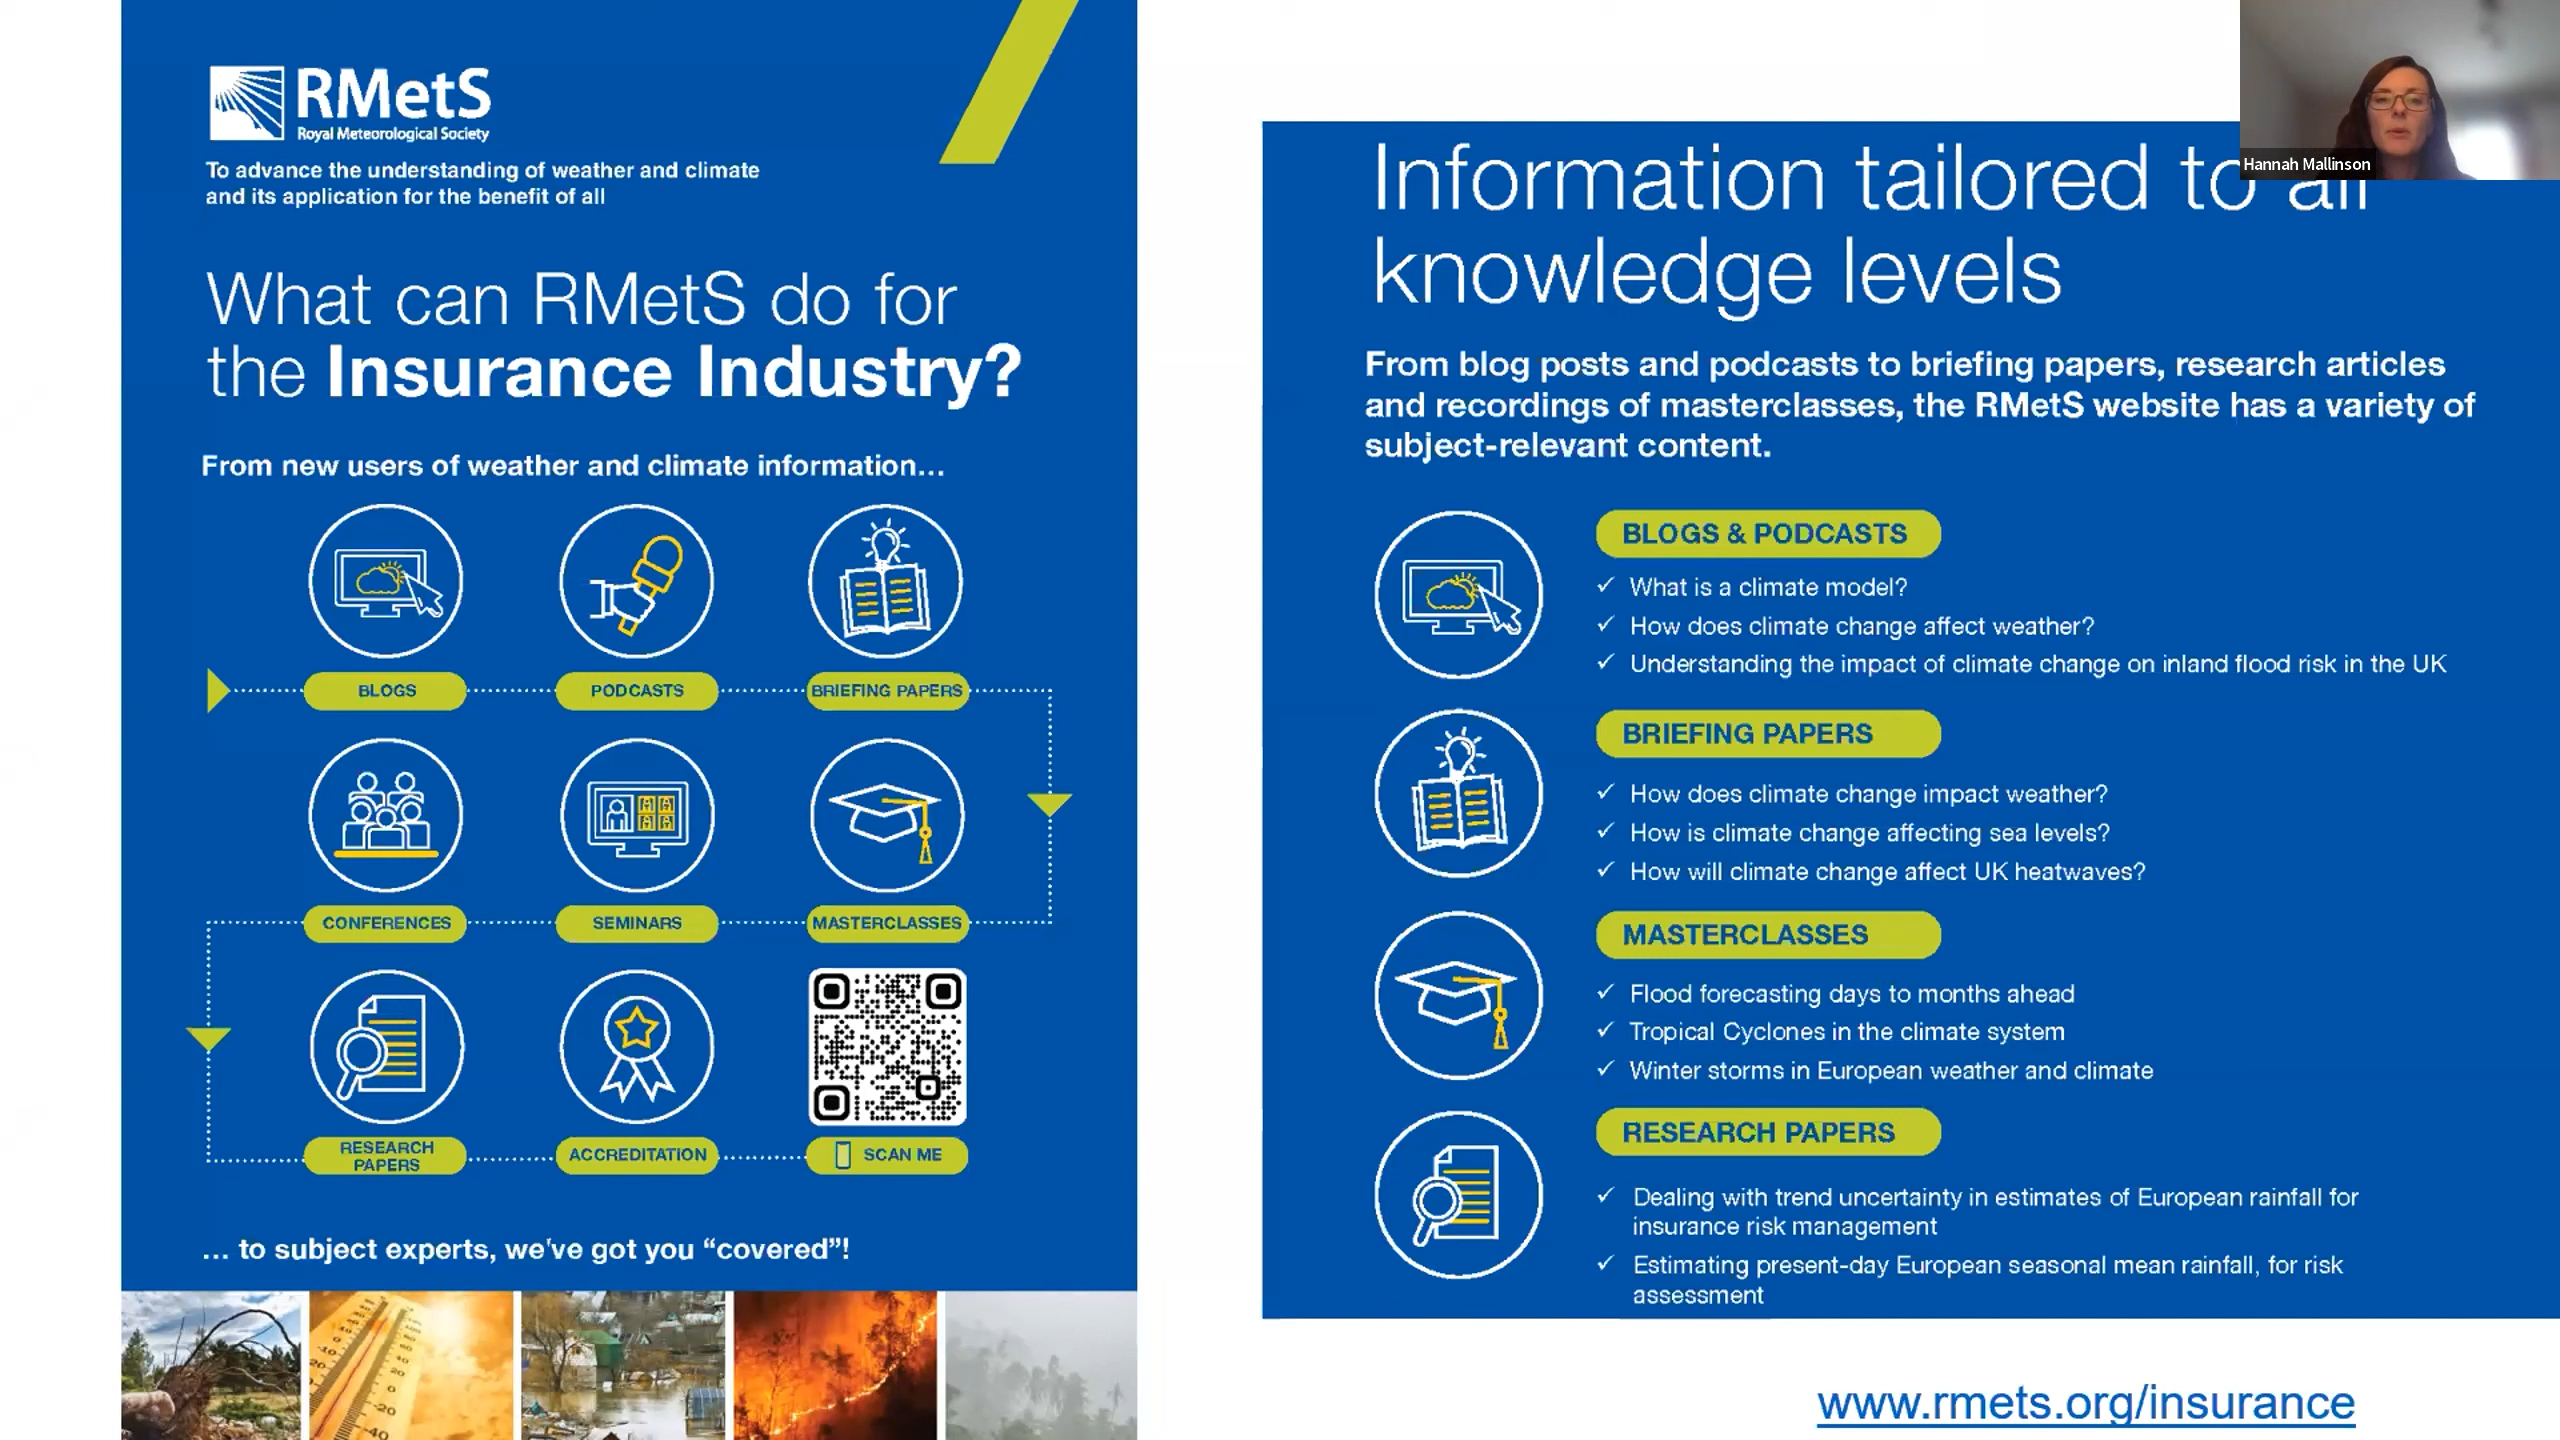 RMetS
Royal Meteorological Society
To advance the understanding of weather and climate
and its application for the benefit of all
What can RMetS do for
the Insurance Industry?
From new users of weather and climate information...
BLOGS
PODCASTS
BRIEFING PAPERS
CONFERENCES
SEMINARS
MASTERCLASSES
RESEARCH
PAPERS
ACCREDITATION
SCAN ME
... to subject experts, we've got you “covered”!
Hannah Mallinson
Information tailored to all
knowledge levels
From blog posts and podcasts to briefing papers, research articles
and recordings of masterclasses, the RMetS website has a variety of
subject-relevant content.
BLOGS & PODCASTS
✓ What is a climate model?
✓ How does climate change affect weather?
✓ Understanding the impact of climate change on inland flood risk in the UK
BRIEFING PAPERS
✓ How does climate change impact weather?
✓ How is climate change affecting sea levels?
✓ How will climate change affect UK heatwaves?
MASTERCLASSES
✓ Flood forecasting days to months ahead
✓ Tropical Cyclones in the climate system
✓ Winter storms in European weather and climate
RESEARCH PAPERS
✓ Dealing with trend uncertainty in estimates of European rainfall for
insurance risk management
✓ Estimating present-day European seasonal mean rainfall, for risk
assessment
www.rmets.org/insurance